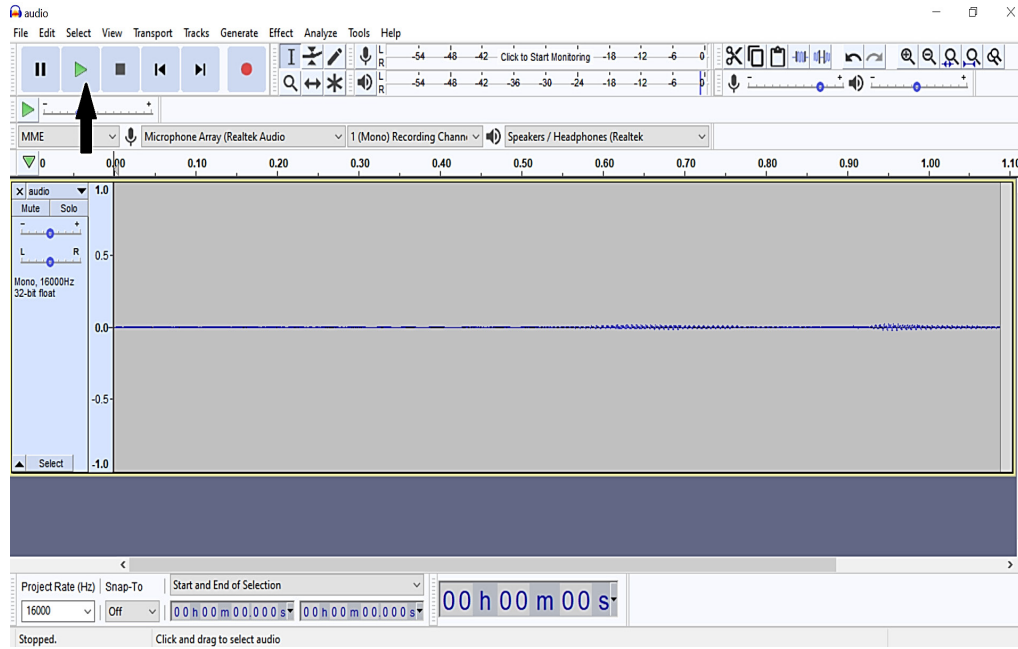 audio
File Edit Select View Transport Tracks Generate Effect Analyze Tools Help
L
R
-54 -48 -42 Click to Start Monitoring -18 -12 -6 0
L
R
-54 -48 -42 -36 -30 -24 -18 -12 -6 0
- +
- +
- +
MME Microphone Array (Realtek Audio 1 (Mono) Recording Chann Speakers / Headphones (Realtek
0 0.00 0.10 0.20 0.30 0.40 0.50 0.60 0.70 0.80 0.90 1.00 1.10
X audio 1.0
Mute Solo
- +
L R 0.5-
Mono, 16000Hz
32-bit float
0.0-
-0.5-
Select -1.0
Project Rate (Hz) Snap-To Start and End of Selection
16000 Off 00 h 00 m 00.000 s 00 h 00 m 00.000 s
00 h 00 m 00 s
Stopped. Click and drag to select audio